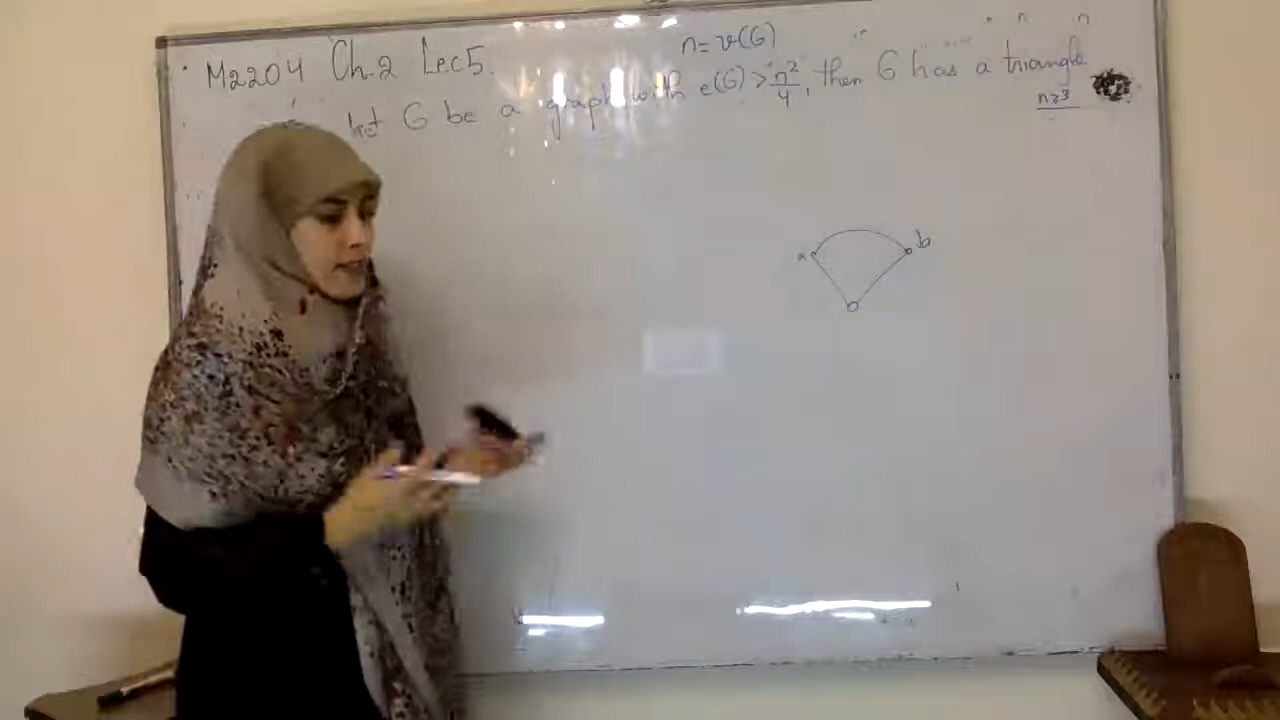 M2204 Ch.2 Lec5.
n = v(G)
let G be a graph with e(G) > n²/4, then G has a triangle
n≥3
a
b